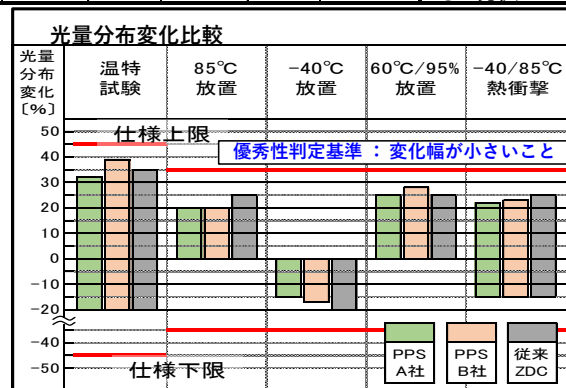 光量分布変化比較
光量
分布
変化
[%]
温特
試験
85℃
放置
-40℃
放置
60℃/95%
放置
-40/85℃
熱衝撃
50
40
30
20
10
0
-10
-20
-40
-50
仕様上限
優秀性判定基準 : 変化幅が小さいこと
仕様下限
PPS
A社
PPS
B社
従来
ZDC